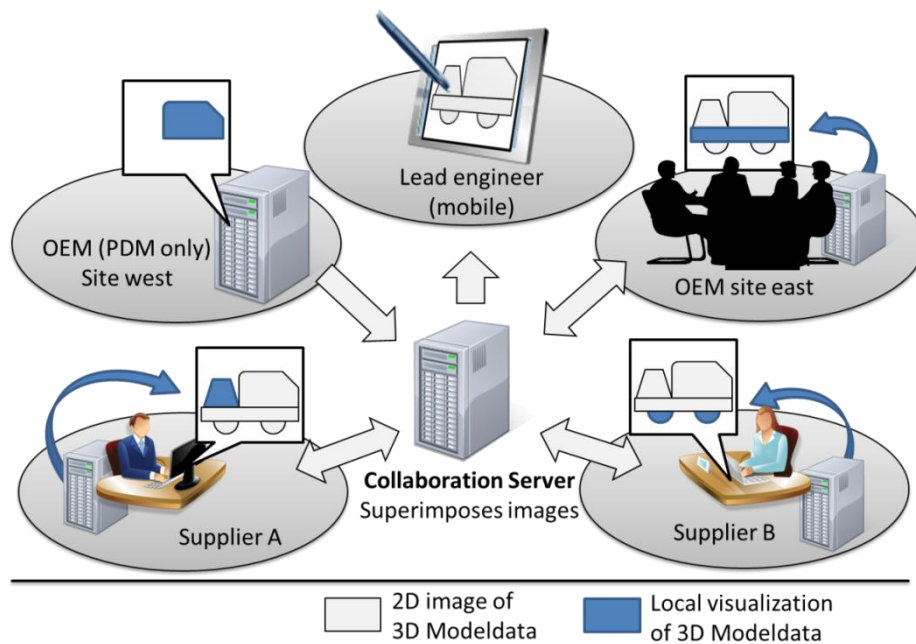 Lead engineer
(mobile)
OEM (PDM only)
Site west
OEM site east
Collaboration Server
Superimposes images
Supplier A
Supplier B
2D image of
3D Modeldata
Local visualization
of 3D Modeldata